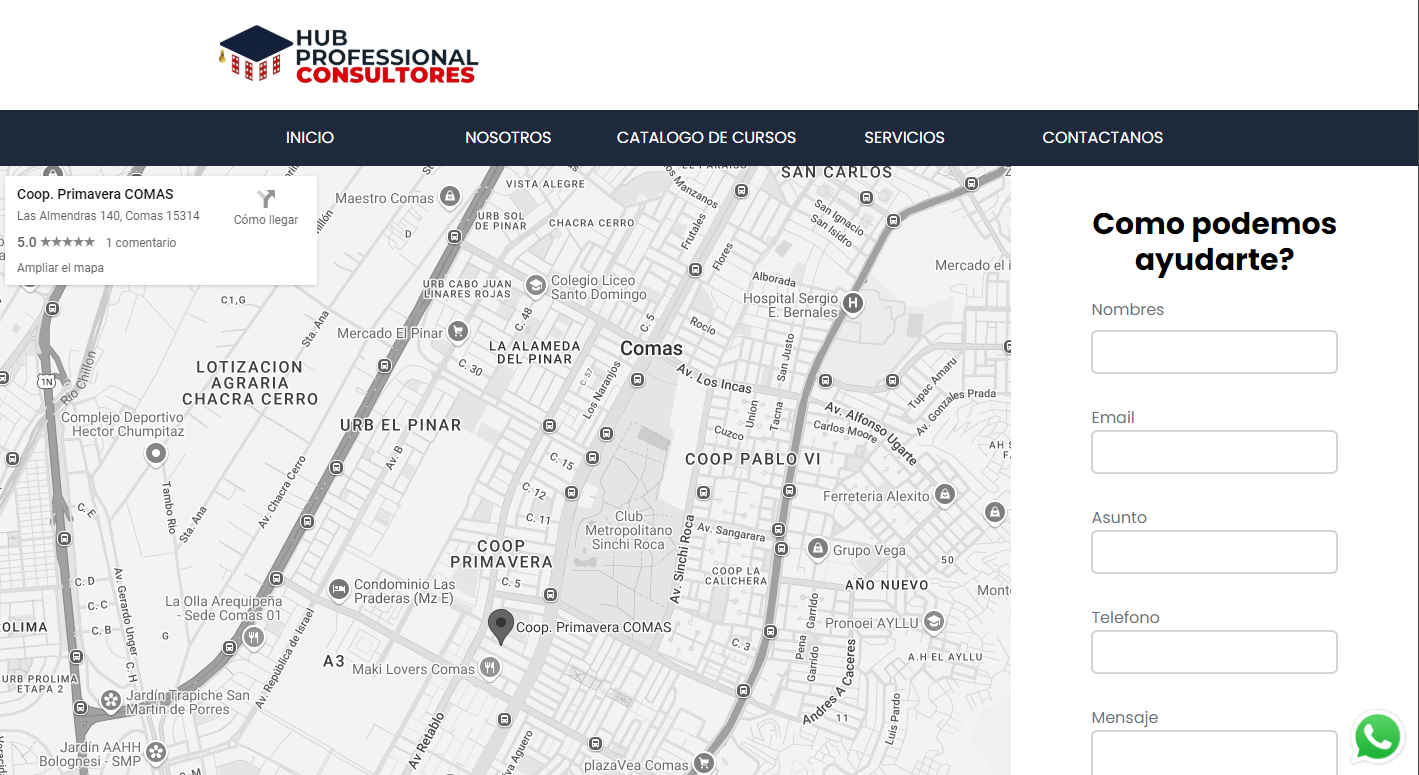 HUB
PROFESSIONAL
CONSULTORES
INICIO
NOSOTROS
CATALOGO DE CURSOS
SERVICIOS
CONTACTANOS
Coop. Primavera COMAS
Las Almendras 140, Comas 15314
5.0 ★★★★★ 1 comentario
Ampliar el mapa
Cómo llegar
Maestro Comas
VISTA ALEGRE
SAN CARLOS
Los Manzanos
URB SOL
DE PINAR
CHACRA CERRO
D
Frutales
Flores
San Ignacio
San Isidro
Mercado el i
URB CABO JUAN
LINARES ROJAS
Colegio Liceo
Santo Domingo
Alborada
Hospital Sergio
E. Bernales
C1,G
Sta. Ana
Mercado El Pinar
C. 48
C. 5
Rocio
LA ALAMEDA
DEL PINAR
Comas
San Justo
LOTIZACION
AGRARIA
CHACRA CERRO
1N
Río Chillón
C. 30
C. 57
Los Naranjos
Av. Los Incas
Tupac Amaru
Av. Gonzales Prada
Complejo Deportivo
Hector Chumpitaz
URB EL PINAR
Union
Tacna
Av. Alfonso Ugarte
Carlos Moore
Cuzco
Av. B
C. 15
COOP PABLO VI
Av. Chacra Cerro
Tambo Rio
Sta. Ana
C. E
C. 12
C. 11
Ferreteria Alexito
Club
Metropolitano
Sinchi Roca
Av. Sangarara
Av. Sinchi Roca
Grupo Vega
50
COOP
PRIMAVERA
COOP LA
CALICHERA
AÑO NUEVO
C. D
C. C
C. B
C. H
Av. Gerardo Unger
C. 5
Condominio Las
Praderas (Mz E)
La Olla Arequipeña
- Sede Comas 01
G
Av. República de Israel
Coop. Primavera COMAS
C. 3
Garrido
Pena
Garrido
Pronoei AYLLU
A.H EL AYLLU
OLIMA
A3
Maki Lovers Comas
URB PROLIMA
ETAPA 2
Jardín Trapiche San
Martín de Porres
Av Retablo
Andres A Caceres
11
Luis Pardo
Jardín AAHH
Bolognesi - SMP
plazaVea Comas
Como podemos
ayudarte?
Nombres
Email
Asunto
Telefono
Mensaje